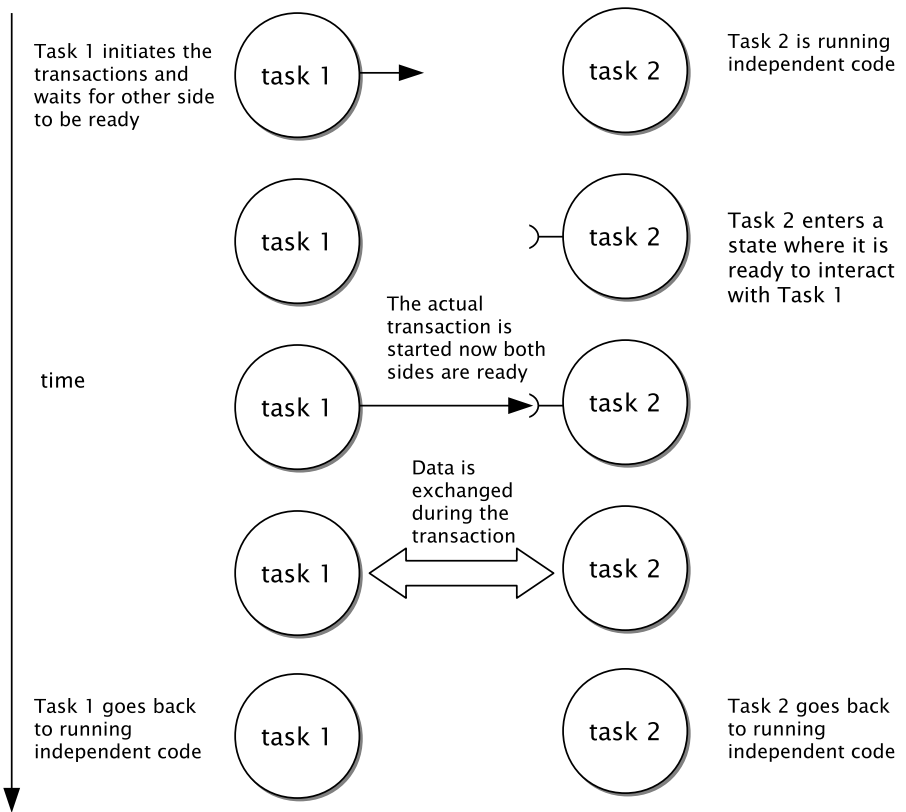 Task 1 initiates the
transactions and
waits for other side
to be ready
task 1
task 2
Task 2 is running
independent code
task 1
task 2
Task 2 enters a
state where it is
ready to interact
with Task 1
The actual
transaction is
started now both
sides are ready
time
task 1
task 2
Data is
exchanged
during the
transaction
task 1
task 2
Task 1 goes back
to running
independent code
task 1
task 2
Task 2 goes back
to running
independent code